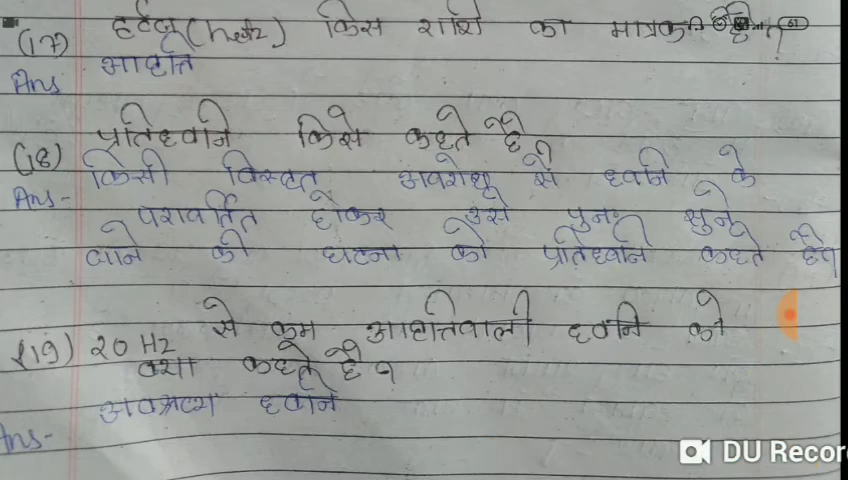 (17) हर्टज़ (hertz) किस राशि का मात्रक है?
Ans आवृत्ति
(18) प्रतिध्वनि किसे कहते है?
Ans- किसी विस्तृत अवरोध से ध्वनि के
परावर्तित होकर उसे पुनः सुने
जाने की घटना को प्रतिध्वनि कहते है।
(19) 20 Hz से कम आवृत्तिवाली ध्वनि को
क्या कहते है?
Ans- अवश्रव्य ध्वनि
DU Recor